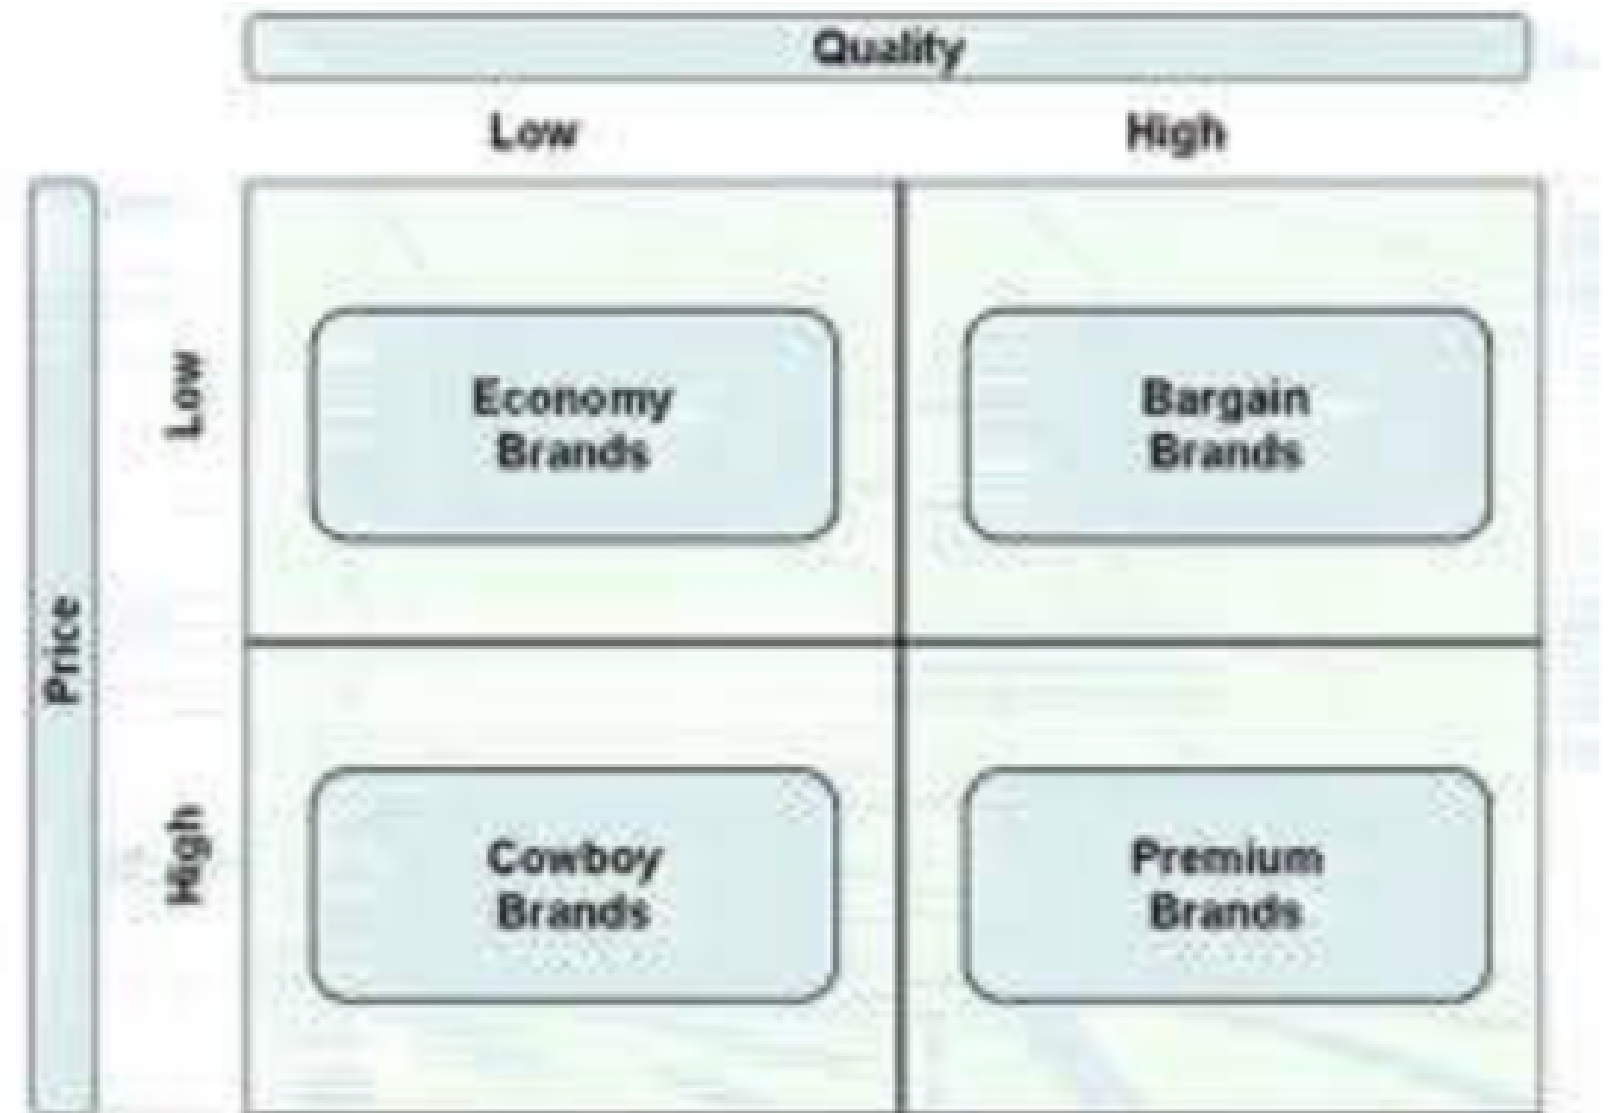 Quality
Low
High
Price
Low
Economy
Brands
Bargain
Brands
High
Cowboy
Brands
Premium
Brands